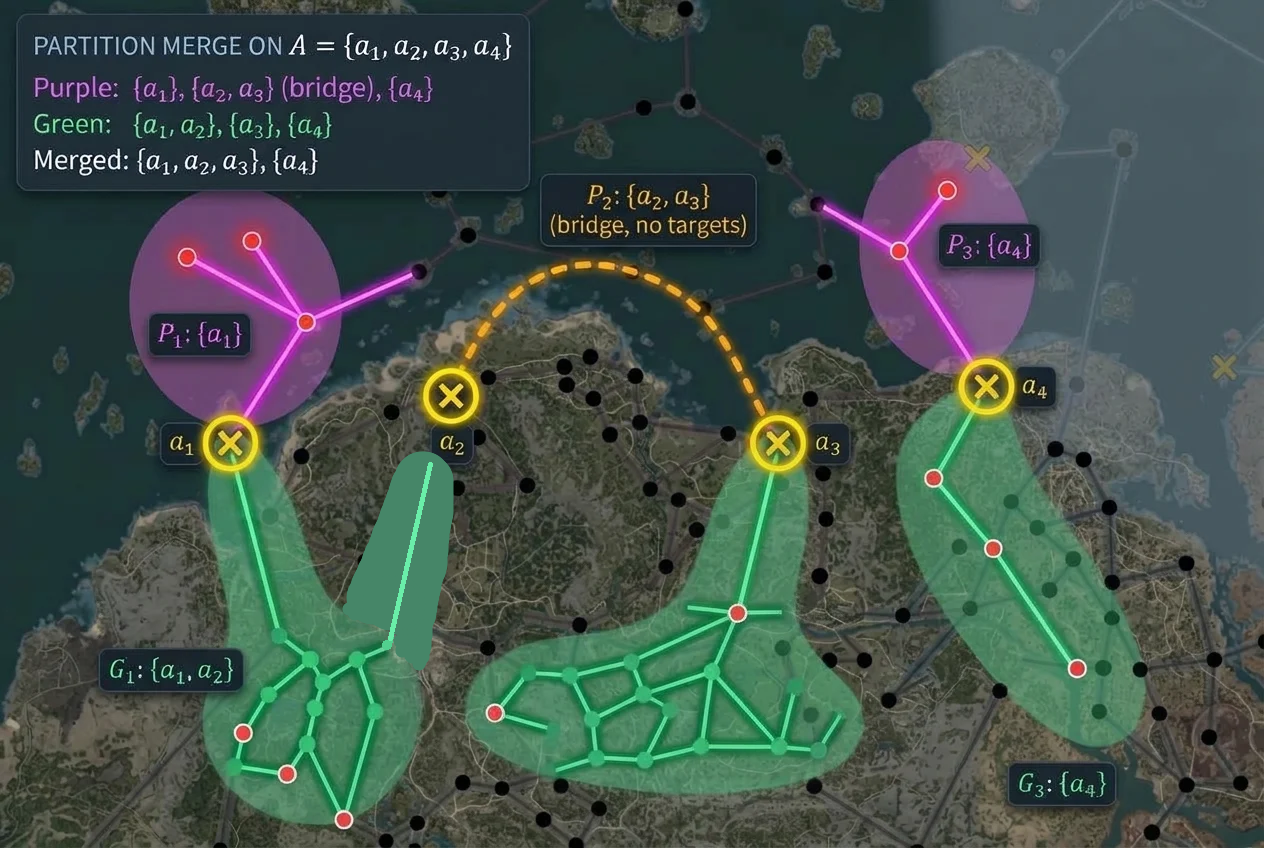 PARTITION MERGE ON A = {a₁, a₂, a₃, a₄}
Purple: {a₁}, {a₂, a₃} (bridge), {a₄}
Green: {a₁, a₂}, {a₃}, {a₄}
Merged: {a₁, a₂, a₃}, {a₄}
P₂: {a₂, a₃}
(bridge, no targets)
P₃: {a₄}
P₁: {a₁}
a₄
a₁
a₂
a₃
G₁: {a₁, a₂}
G₃: {a₄}